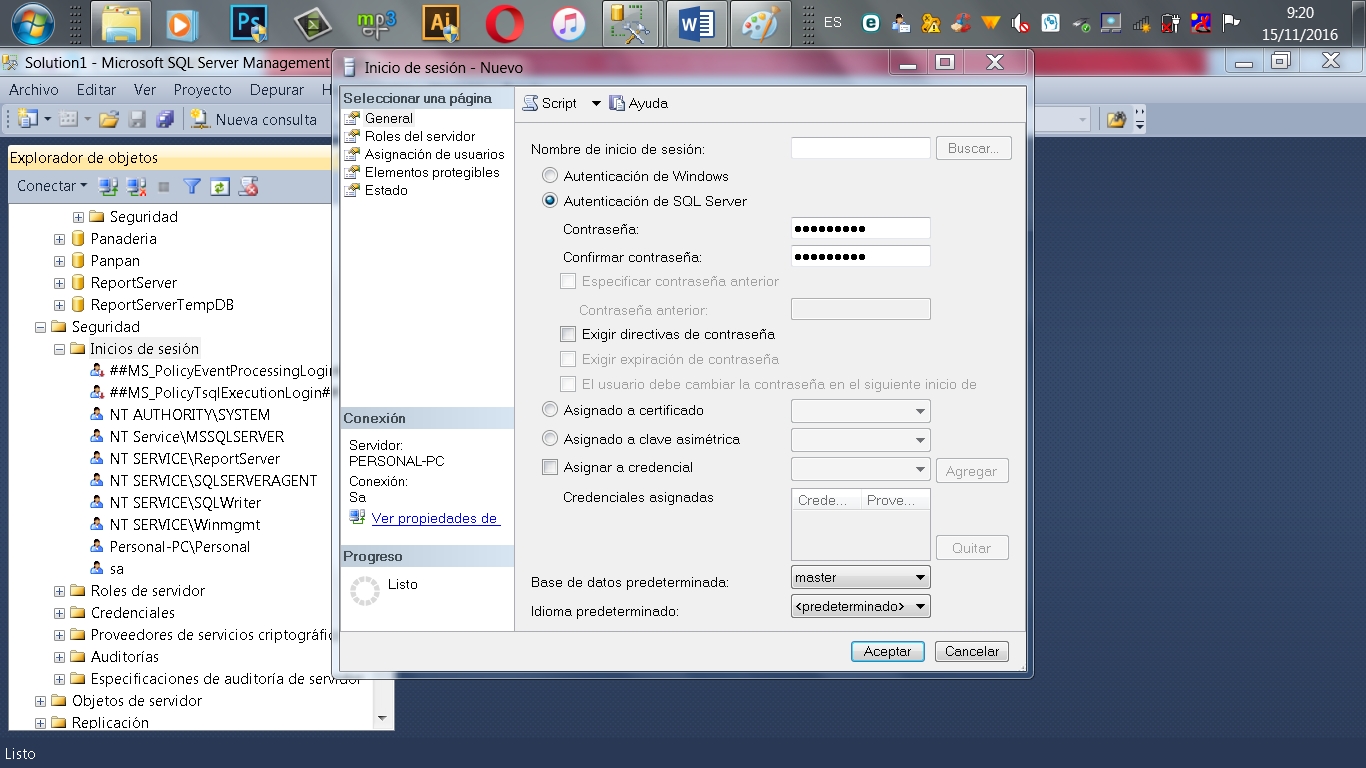 Ps
mp3
Ai
W
ES
9:20
15/11/2016
Solution1 - Microsoft SQL Server Management
Archivo Editar Ver Proyecto Depurar H
Nueva consulta
Explorador de objetos
Conectar
Seguridad
Panaderia
Panpan
ReportServer
ReportServerTempDB
Seguridad
Inicios de sesión
##MS_PolicyEventProcessingLogin
##MS_PolicyTsqlExecutionLogin#
NT AUTHORITY\SYSTEM
NT Service\MSSQLSERVER
NT SERVICE\ReportServer
NT SERVICE\SQLSERVERAGENT
NT SERVICE\SQLWriter
NT SERVICE\Winmgmt
Personal-PC\Personal
sa
Roles de servidor
Credenciales
Proveedores de servicios criptográfic
Auditorías
Especificaciones de auditoría de servidor
Objetos de servidor
Replicación
Listo
Inicio de sesión - Nuevo
Seleccionar una página
General
Roles del servidor
Asignación de usuarios
Elementos protegibles
Estado
Conexión
Servidor:
PERSONAL-PC
Conexión:
Sa
Ver propiedades de
Progreso
Listo
Script Ayuda
Nombre de inicio de sesión: Buscar...
Autenticación de Windows
Autenticación de SQL Server
Contraseña: ●●●●●●●●●
Confirmar contraseña: ●●●●●●●●●
Especificar contraseña anterior
Contraseña anterior:
Exigir directivas de contraseña
Exigir expiración de contraseña
El usuario debe cambiar la contraseña en el siguiente inicio de
Asignado a certificado
Asignado a clave asimétrica
Asignar a credencial Agregar
Credenciales asignadas Crede... Prove...
Quitar
Base de datos predeterminada: master
Idioma predeterminado: <predeterminado>
Aceptar Cancelar